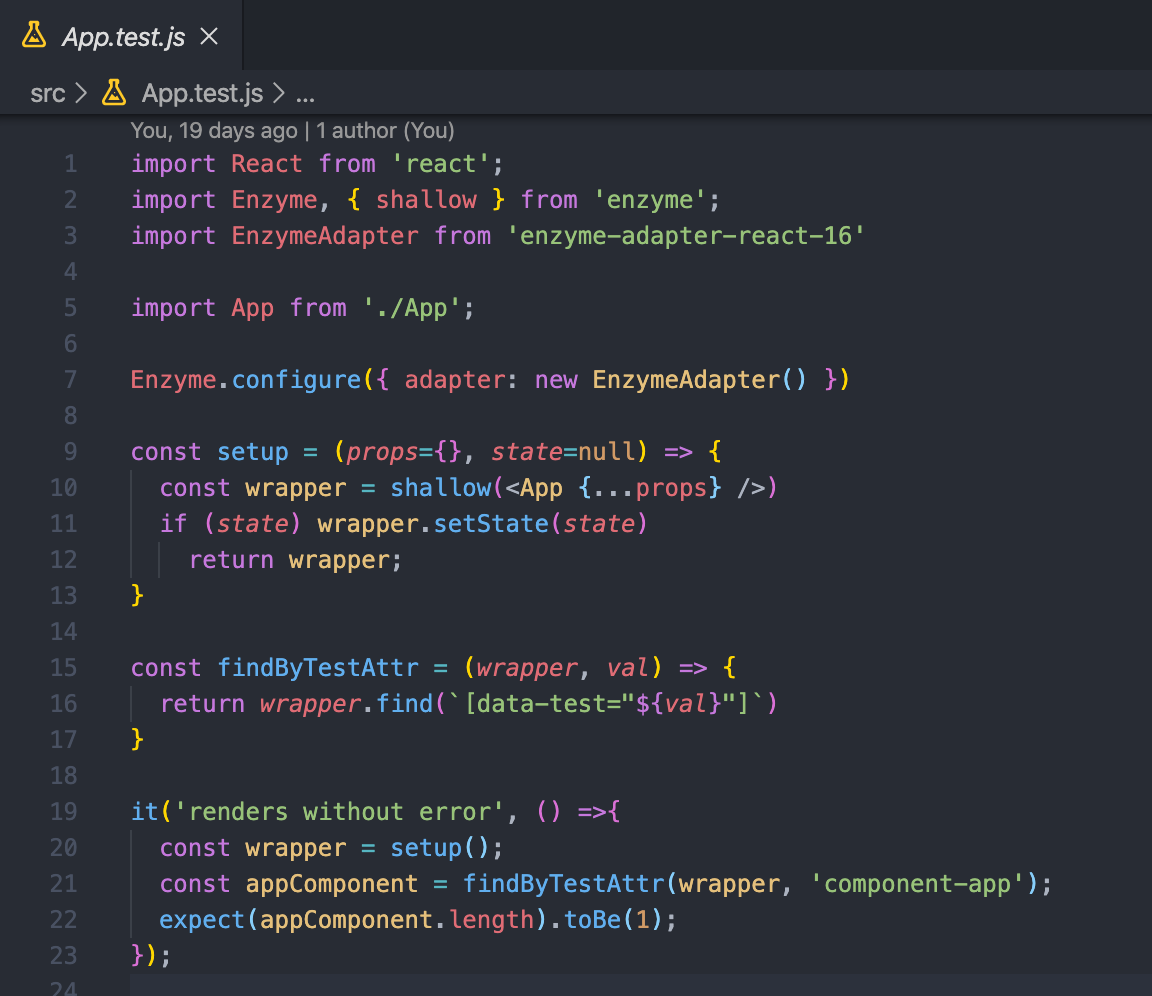 App.test.js ×
src > App.test.js > ...
You, 19 days ago | 1 author (You)
1 import React from 'react';
2 import Enzyme, { shallow } from 'enzyme';
3 import EnzymeAdapter from 'enzyme-adapter-react-16'
4
5 import App from './App';
6
7 Enzyme.configure({ adapter: new EnzymeAdapter() })
8
9 const setup = (props={}, state=null) => {
10   const wrapper = shallow(<App {...props} />)
11   if (state) wrapper.setState(state)
12     return wrapper;
13 }
14
15 const findByTestAttr = (wrapper, val) => {
16   return wrapper.find(`[data-test="${val}"]`)
17 }
18
19 it('renders without error', () =>{
20   const wrapper = setup();
21   const appComponent = findByTestAttr(wrapper, 'component-app');
22   expect(appComponent.length).toBe(1);
23 });
24